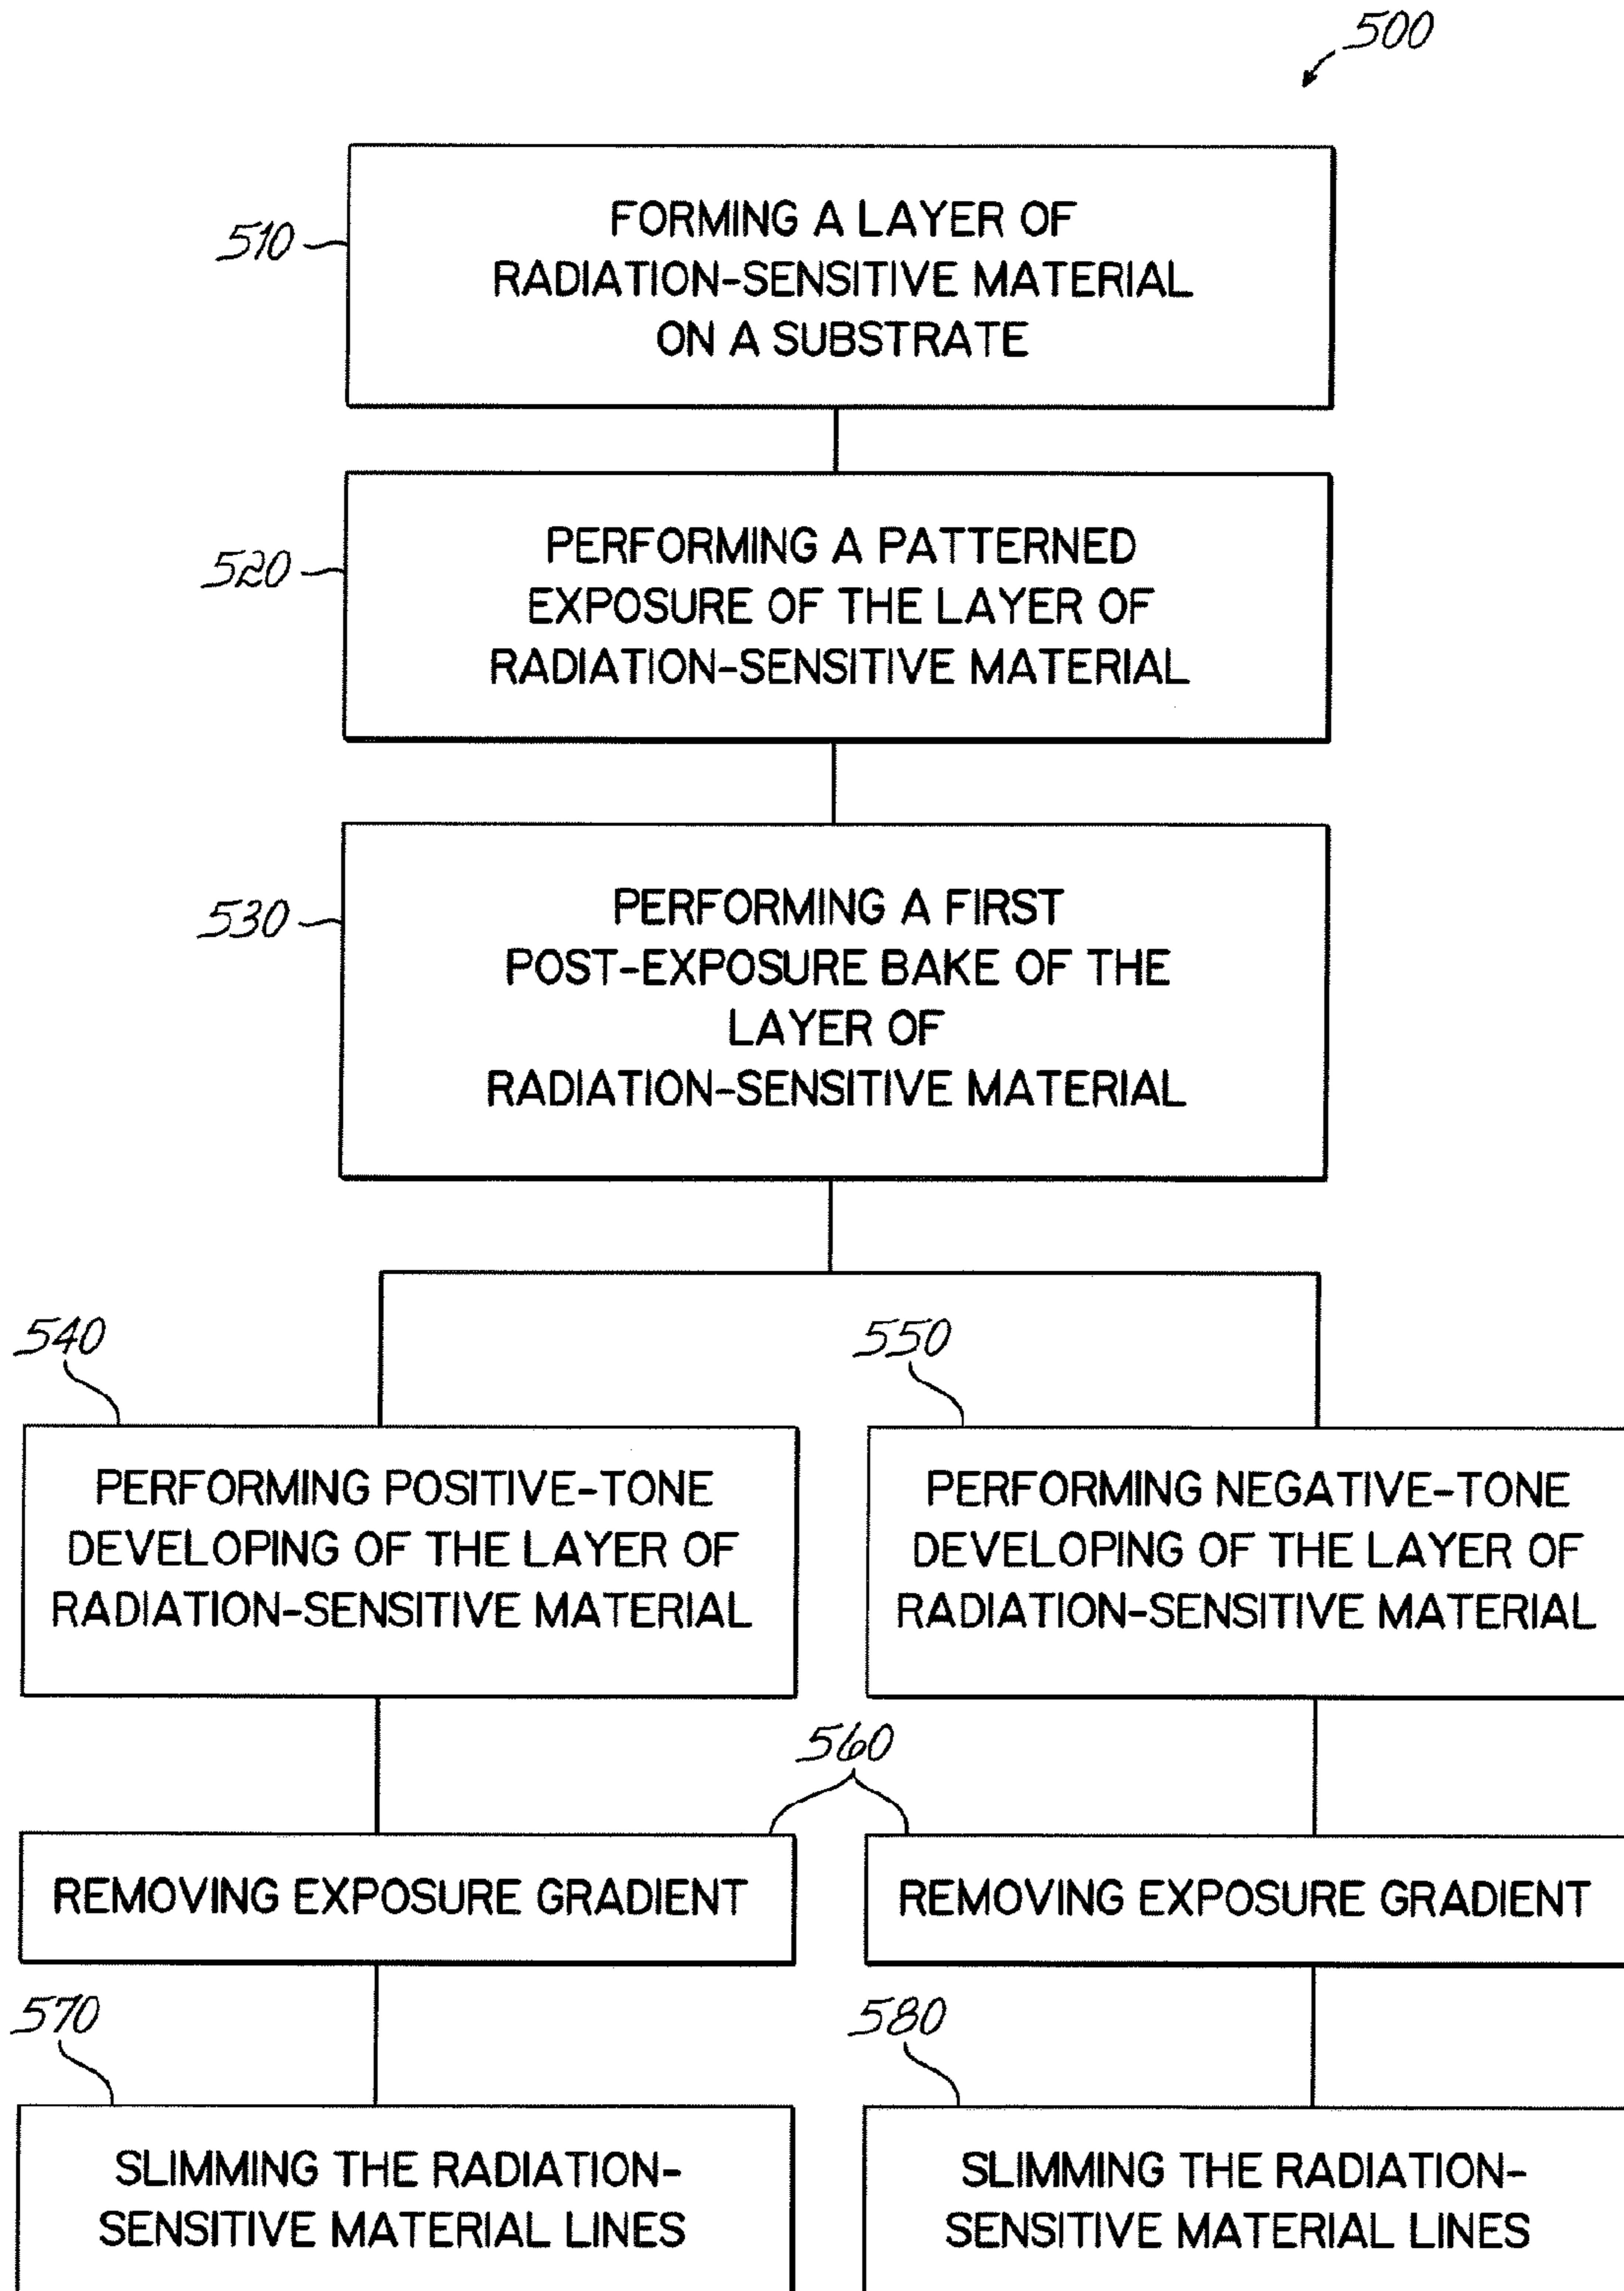 500
510
FORMING A LAYER OF
RADIATION-SENSITIVE MATERIAL
ON A SUBSTRATE
520
PERFORMING A PATTERNED
EXPOSURE OF THE LAYER OF
RADIATION-SENSITIVE MATERIAL
530
PERFORMING A FIRST
POST-EXPOSURE BAKE OF THE
LAYER OF
RADIATION-SENSITIVE MATERIAL
540
PERFORMING POSITIVE-TONE
DEVELOPING OF THE LAYER OF
RADIATION-SENSITIVE MATERIAL
550
PERFORMING NEGATIVE-TONE
DEVELOPING OF THE LAYER OF
RADIATION-SENSITIVE MATERIAL
560
REMOVING EXPOSURE GRADIENT
REMOVING EXPOSURE GRADIENT
570
SLIMMING THE RADIATION-
SENSITIVE MATERIAL LINES
580
SLIMMING THE RADIATION-
SENSITIVE MATERIAL LINES